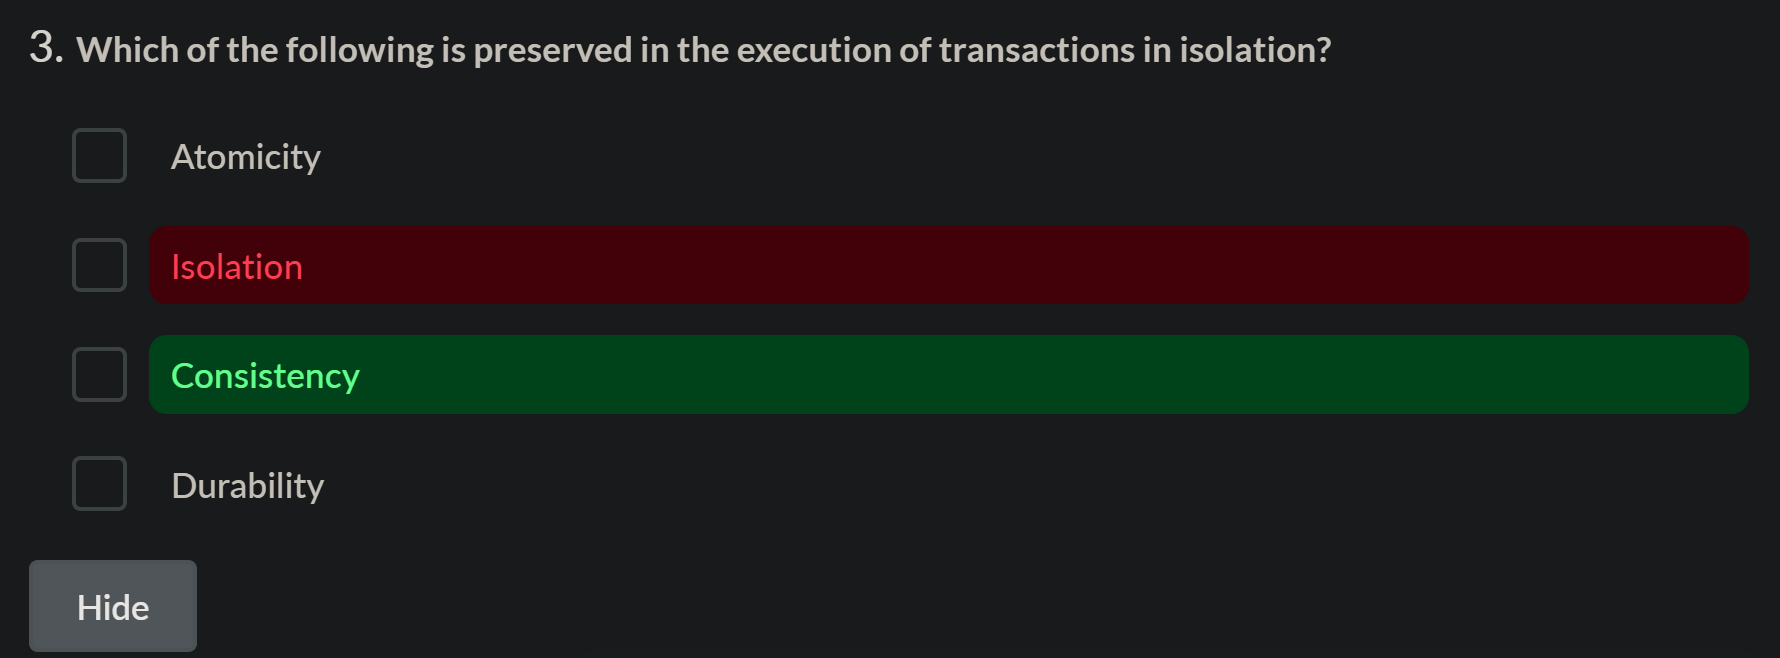 3. Which of the following is preserved in the execution of transactions in isolation?
Atomicity
Isolation
Consistency
Durability
Hide